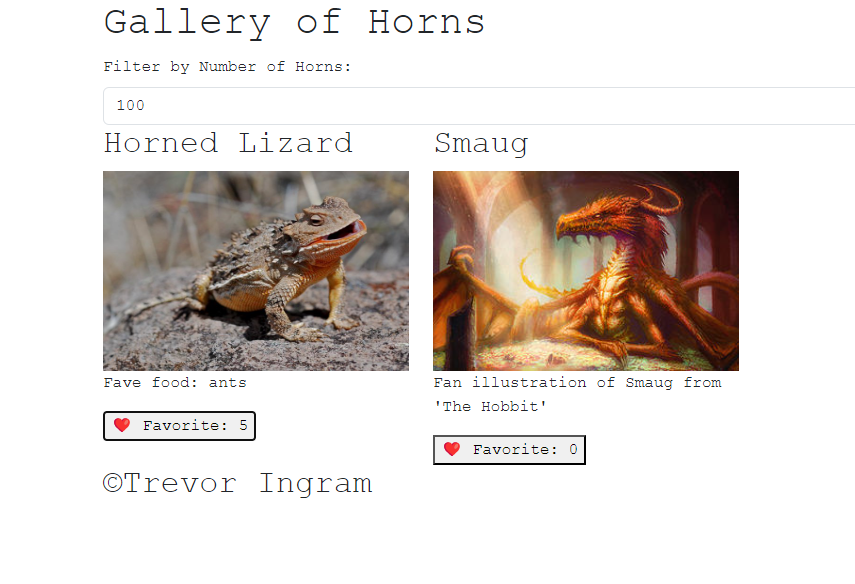 Gallery of Horns
Filter by Number of Horns:
100
Horned Lizard
Fave food: ants
❤️ Favorite: 5
Smaug
Fan illustration of Smaug from
'The Hobbit'
❤️ Favorite: 0
©Trevor Ingram